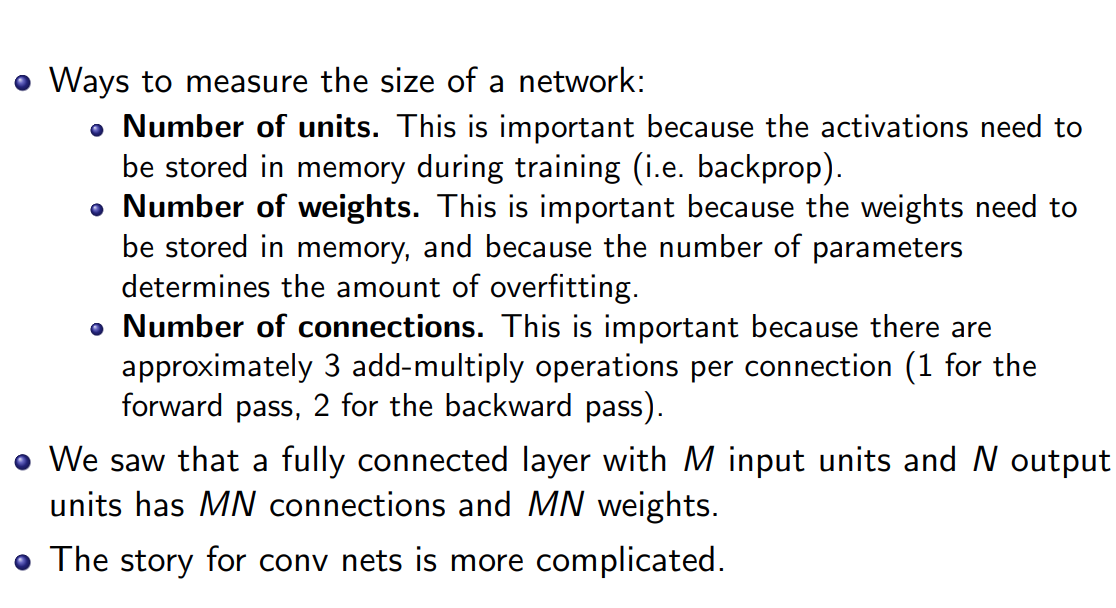 Ways to measure the size of a network:
Number of units. This is important because the activations need to
be stored in memory during training (i.e. backprop).
Number of weights. This is important because the weights need to
be stored in memory, and because the number of parameters
determines the amount of overfitting.
Number of connections. This is important because there are
approximately 3 add-multiply operations per connection (1 for the
forward pass, 2 for the backward pass).
We saw that a fully connected layer with M input units and N output
units has MN connections and MN weights.
The story for conv nets is more complicated.